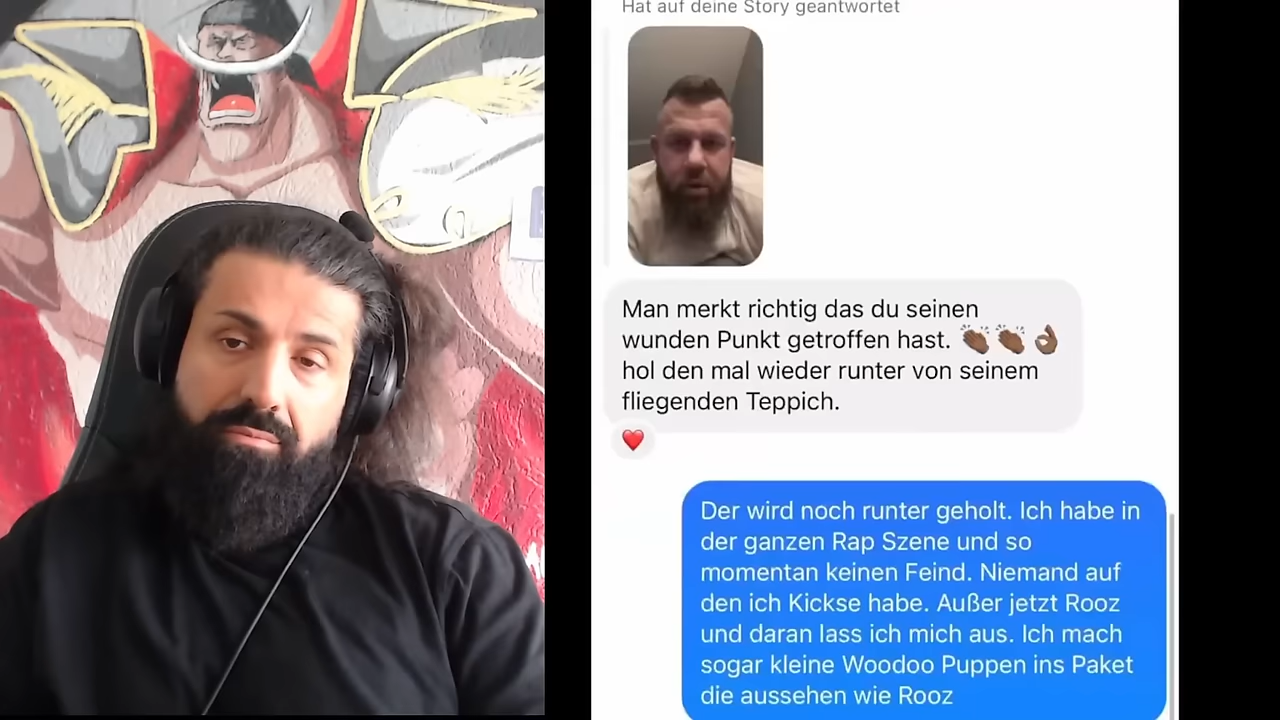 Hat auf deine Story geantwortet
Man merkt richtig das du seinen
wunden Punkt getroffen hast. 👏🏾👏🏾👌🏾
hol den mal wieder runter von seinem
fliegenden Teppich.
❤️
Der wird noch runter geholt. Ich habe in
der ganzen Rap Szene und so
momentan keinen Feind. Niemand auf
den ich Kickse habe. Außer jetzt Rooz
und daran lass ich mich aus. Ich mach
sogar kleine Woodoo Puppen ins Paket
die aussehen wie Rooz